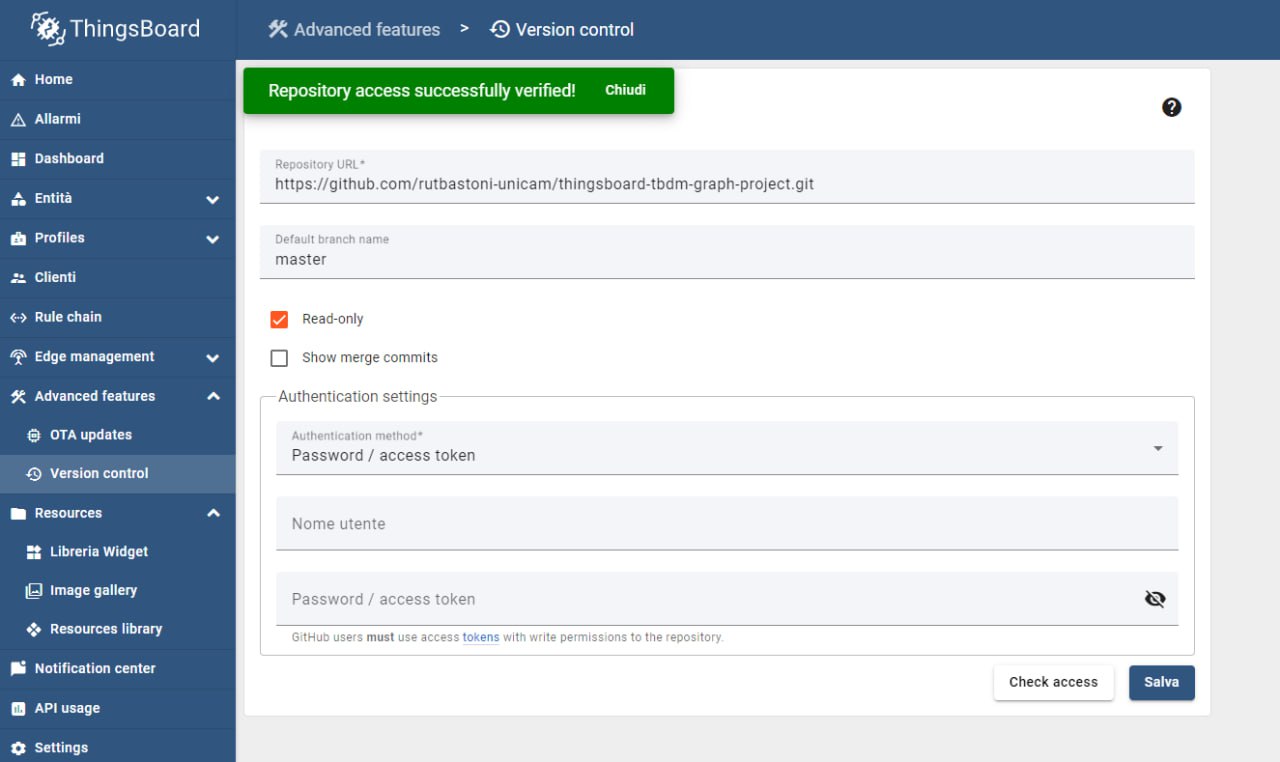 ThingsBoard
Advanced features > Version control
Home
Allarmi
Dashboard
Entità
Profiles
Clienti
Rule chain
Edge management
Advanced features
OTA updates
Version control
Resources
Libreria Widget
Image gallery
Resources library
Notification center
API usage
Settings
Repository access successfully verified! Chiudi
Repository URL*
https://github.com/rutbastoni-unicam/thingsboard-tbdm-graph-project.git
Default branch name
master
Read-only
Show merge commits
Authentication settings
Authentication method*
Password / access token
Nome utente
Password / access token
GitHub users must use access tokens with write permissions to the repository.
Check access Salva